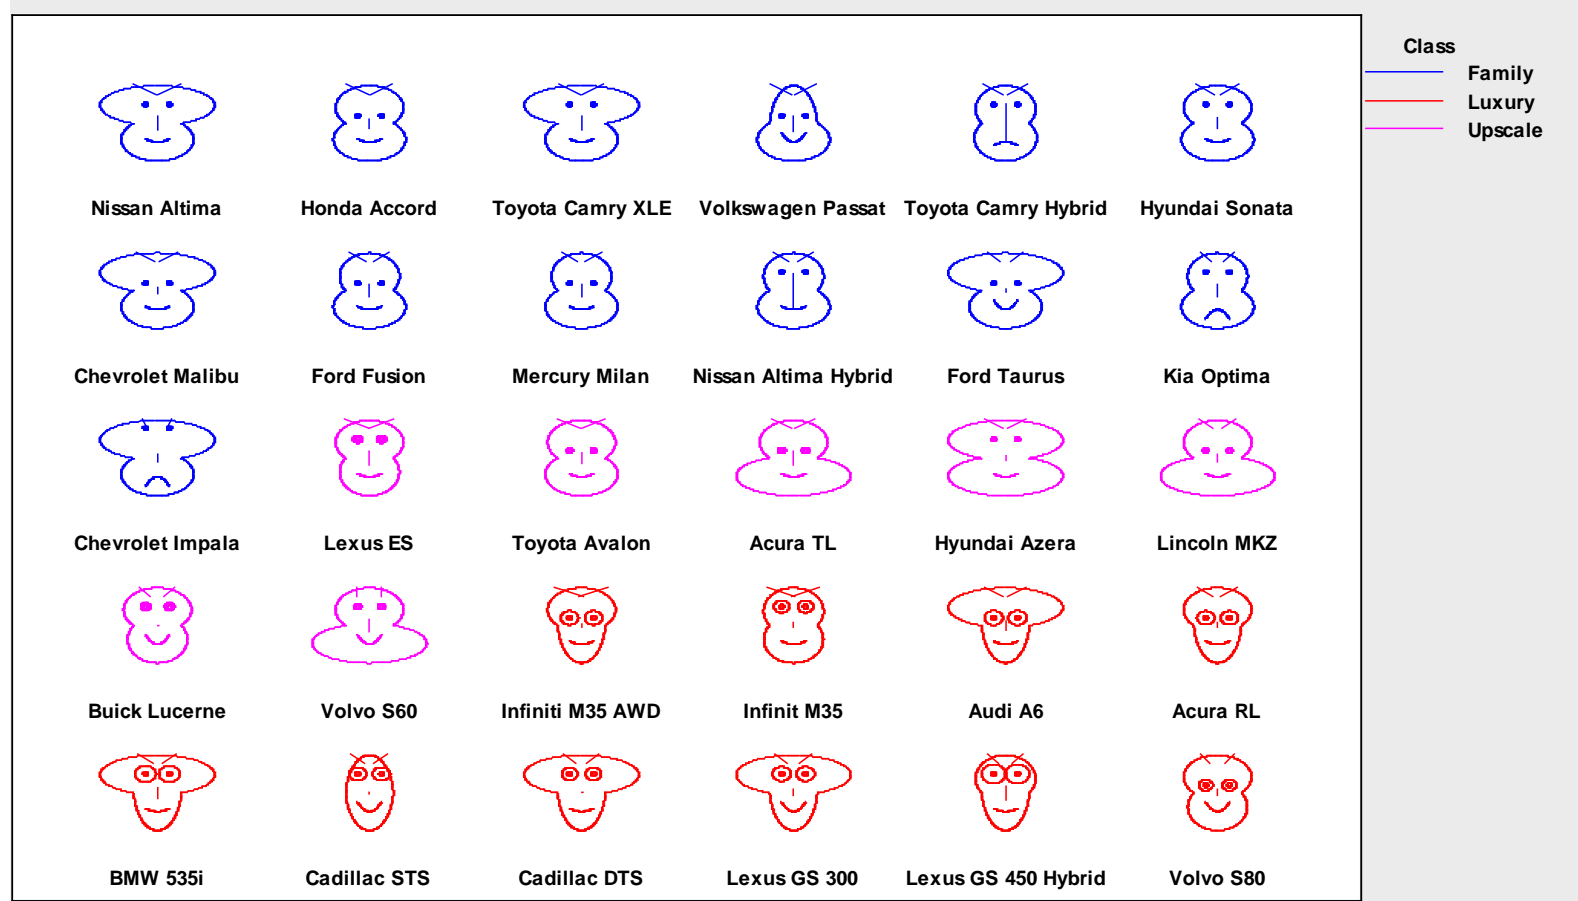 Class
Family
Luxury
Upscale
Nissan Altima Honda Accord Toyota Camry XLE Volkswagen Passat Toyota Camry Hybrid Hyundai Sonata
Chevrolet Malibu Ford Fusion Mercury Milan Nissan Altima Hybrid Ford Taurus Kia Optima
Chevrolet Impala Lexus ES Toyota Avalon Acura TL Hyundai Azera Lincoln MKZ
Buick Lucerne Volvo S60 Infiniti M35 AWD Infinit M35 Audi A6 Acura RL
BMW 535i Cadillac STS Cadillac DTS Lexus GS 300 Lexus GS 450 Hybrid Volvo S80